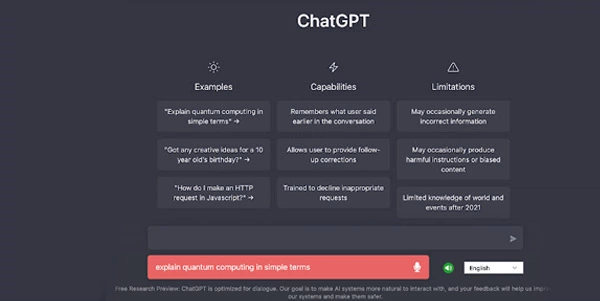 ChatGPT
Examples
Capabilities
Limitations
"Explain quantum computing in
simple terms" →
Remembers what user said
earlier in the conversation
May occasionally generate
incorrect information
"Got any creative ideas for a 10
year old's birthday?" →
Allows user to provide follow-
up corrections
May occasionally produce
harmful instructions or biased
content
"How do I make an HTTP
request in Javascript?" →
Trained to decline inappropriate
requests
Limited knowledge of world and
events after 2021
explain quantum computing in simple terms
English
Free Research Preview: ChatGPT is optimized for dialogue. Our goal is to make AI systems more natural to interact with, and your feedback will help us
our systems and make them safer.